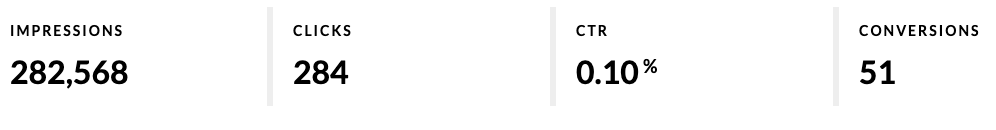 IMPRESSIONS
282,568
CLICKS
284
CTR
0.10%
CONVERSIONS
51